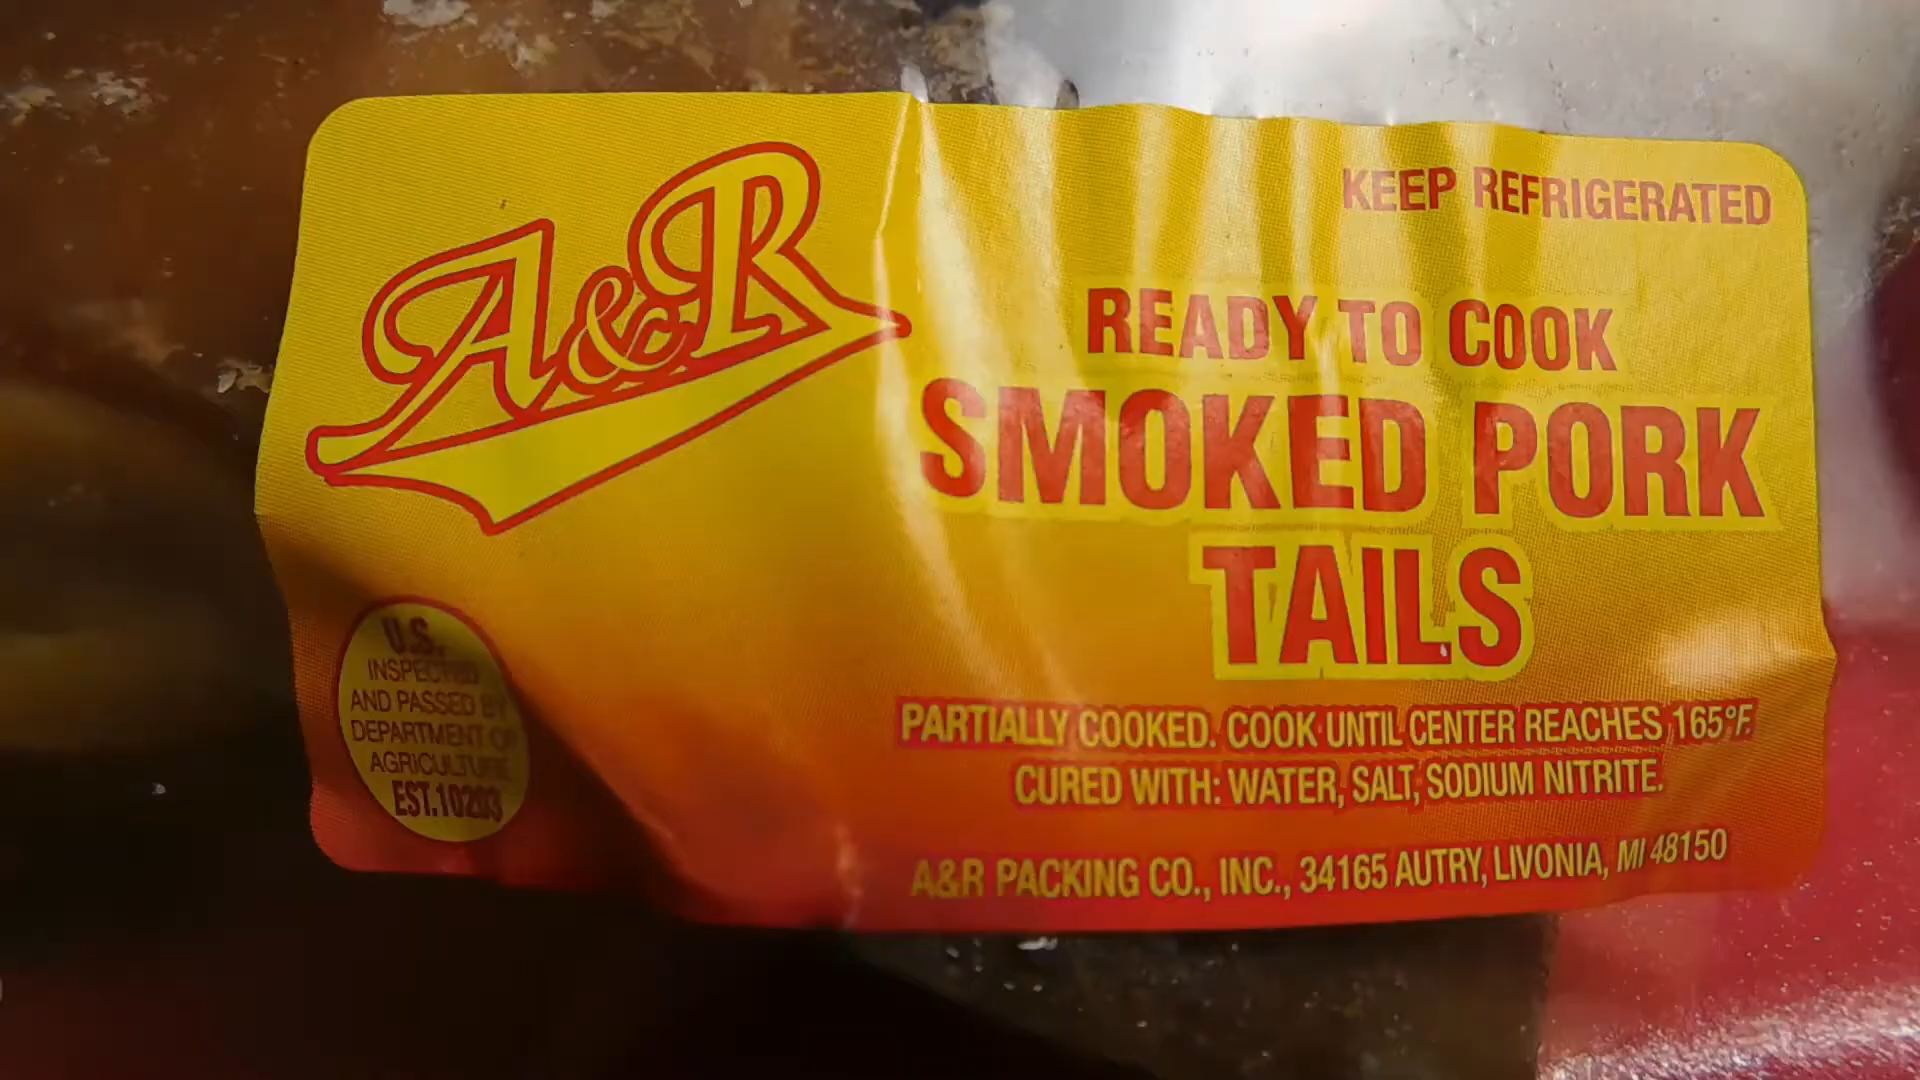 A&R
KEEP REFRIGERATED
READY TO COOK
SMOKED PORK
TAILS
PARTIALLY COOKED. COOK UNTIL CENTER REACHES 165°F.
CURED WITH: WATER, SALT, SODIUM NITRITE.
A&R PACKING CO., INC., 34165 AUTRY, LIVONIA, MI 48150
U.S.
INSPECTED
AND PASSED BY
DEPARTMENT OF
AGRICULTURE
EST.10203